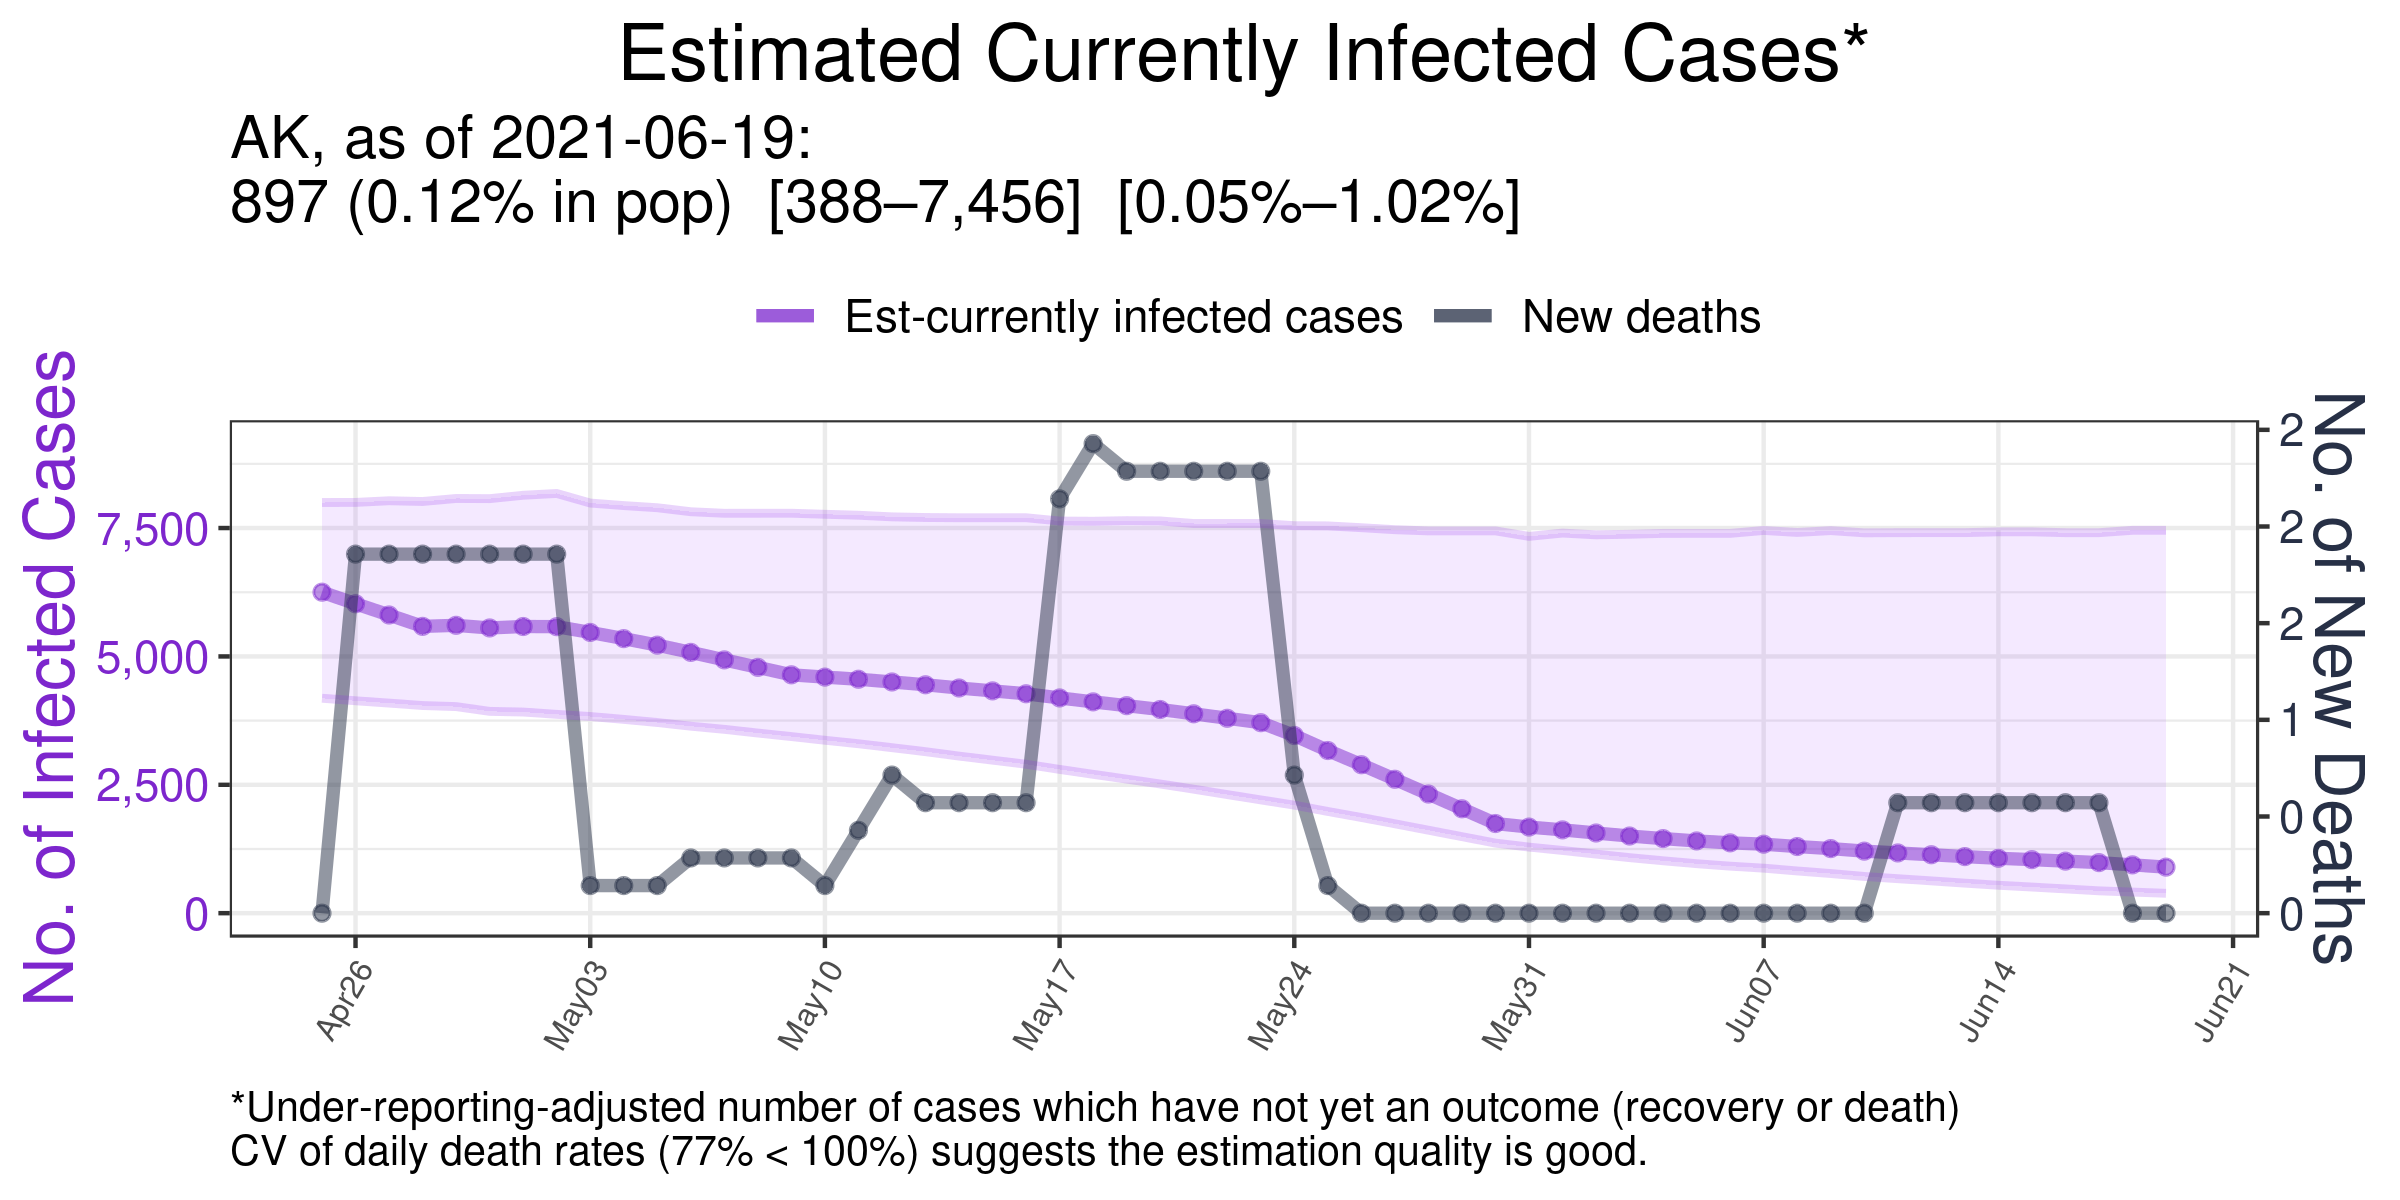 Estimated Currently Infected Cases*
AK, as of 2021-06-19:
897 (0.12% in pop)  [388–7,456]  [0.05%–1.02%]
Est-currently infected cases
New deaths
No. of Infected Cases
7,500
5,000
2,500
0
2
2
2
1
0
0
No. of New Deaths
Apr26
May03
May10
May17
May24
May31
Jun07
Jun14
Jun21
*Under-reporting-adjusted number of cases which have not yet an outcome (recovery or death)
CV of daily death rates (77% < 100%) suggests the estimation quality is good.